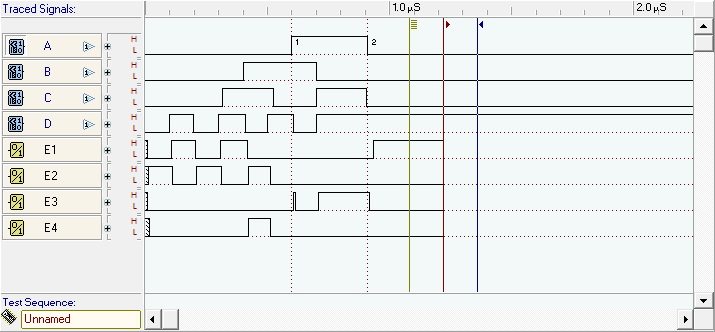 Traced Signals:
1.0 µS 2.0 µS
A H L 1 2
B H L
C H L
D H L
E1 H L
E2 H L
E3 H L
E4 H L
Test Sequence:
Unnamed